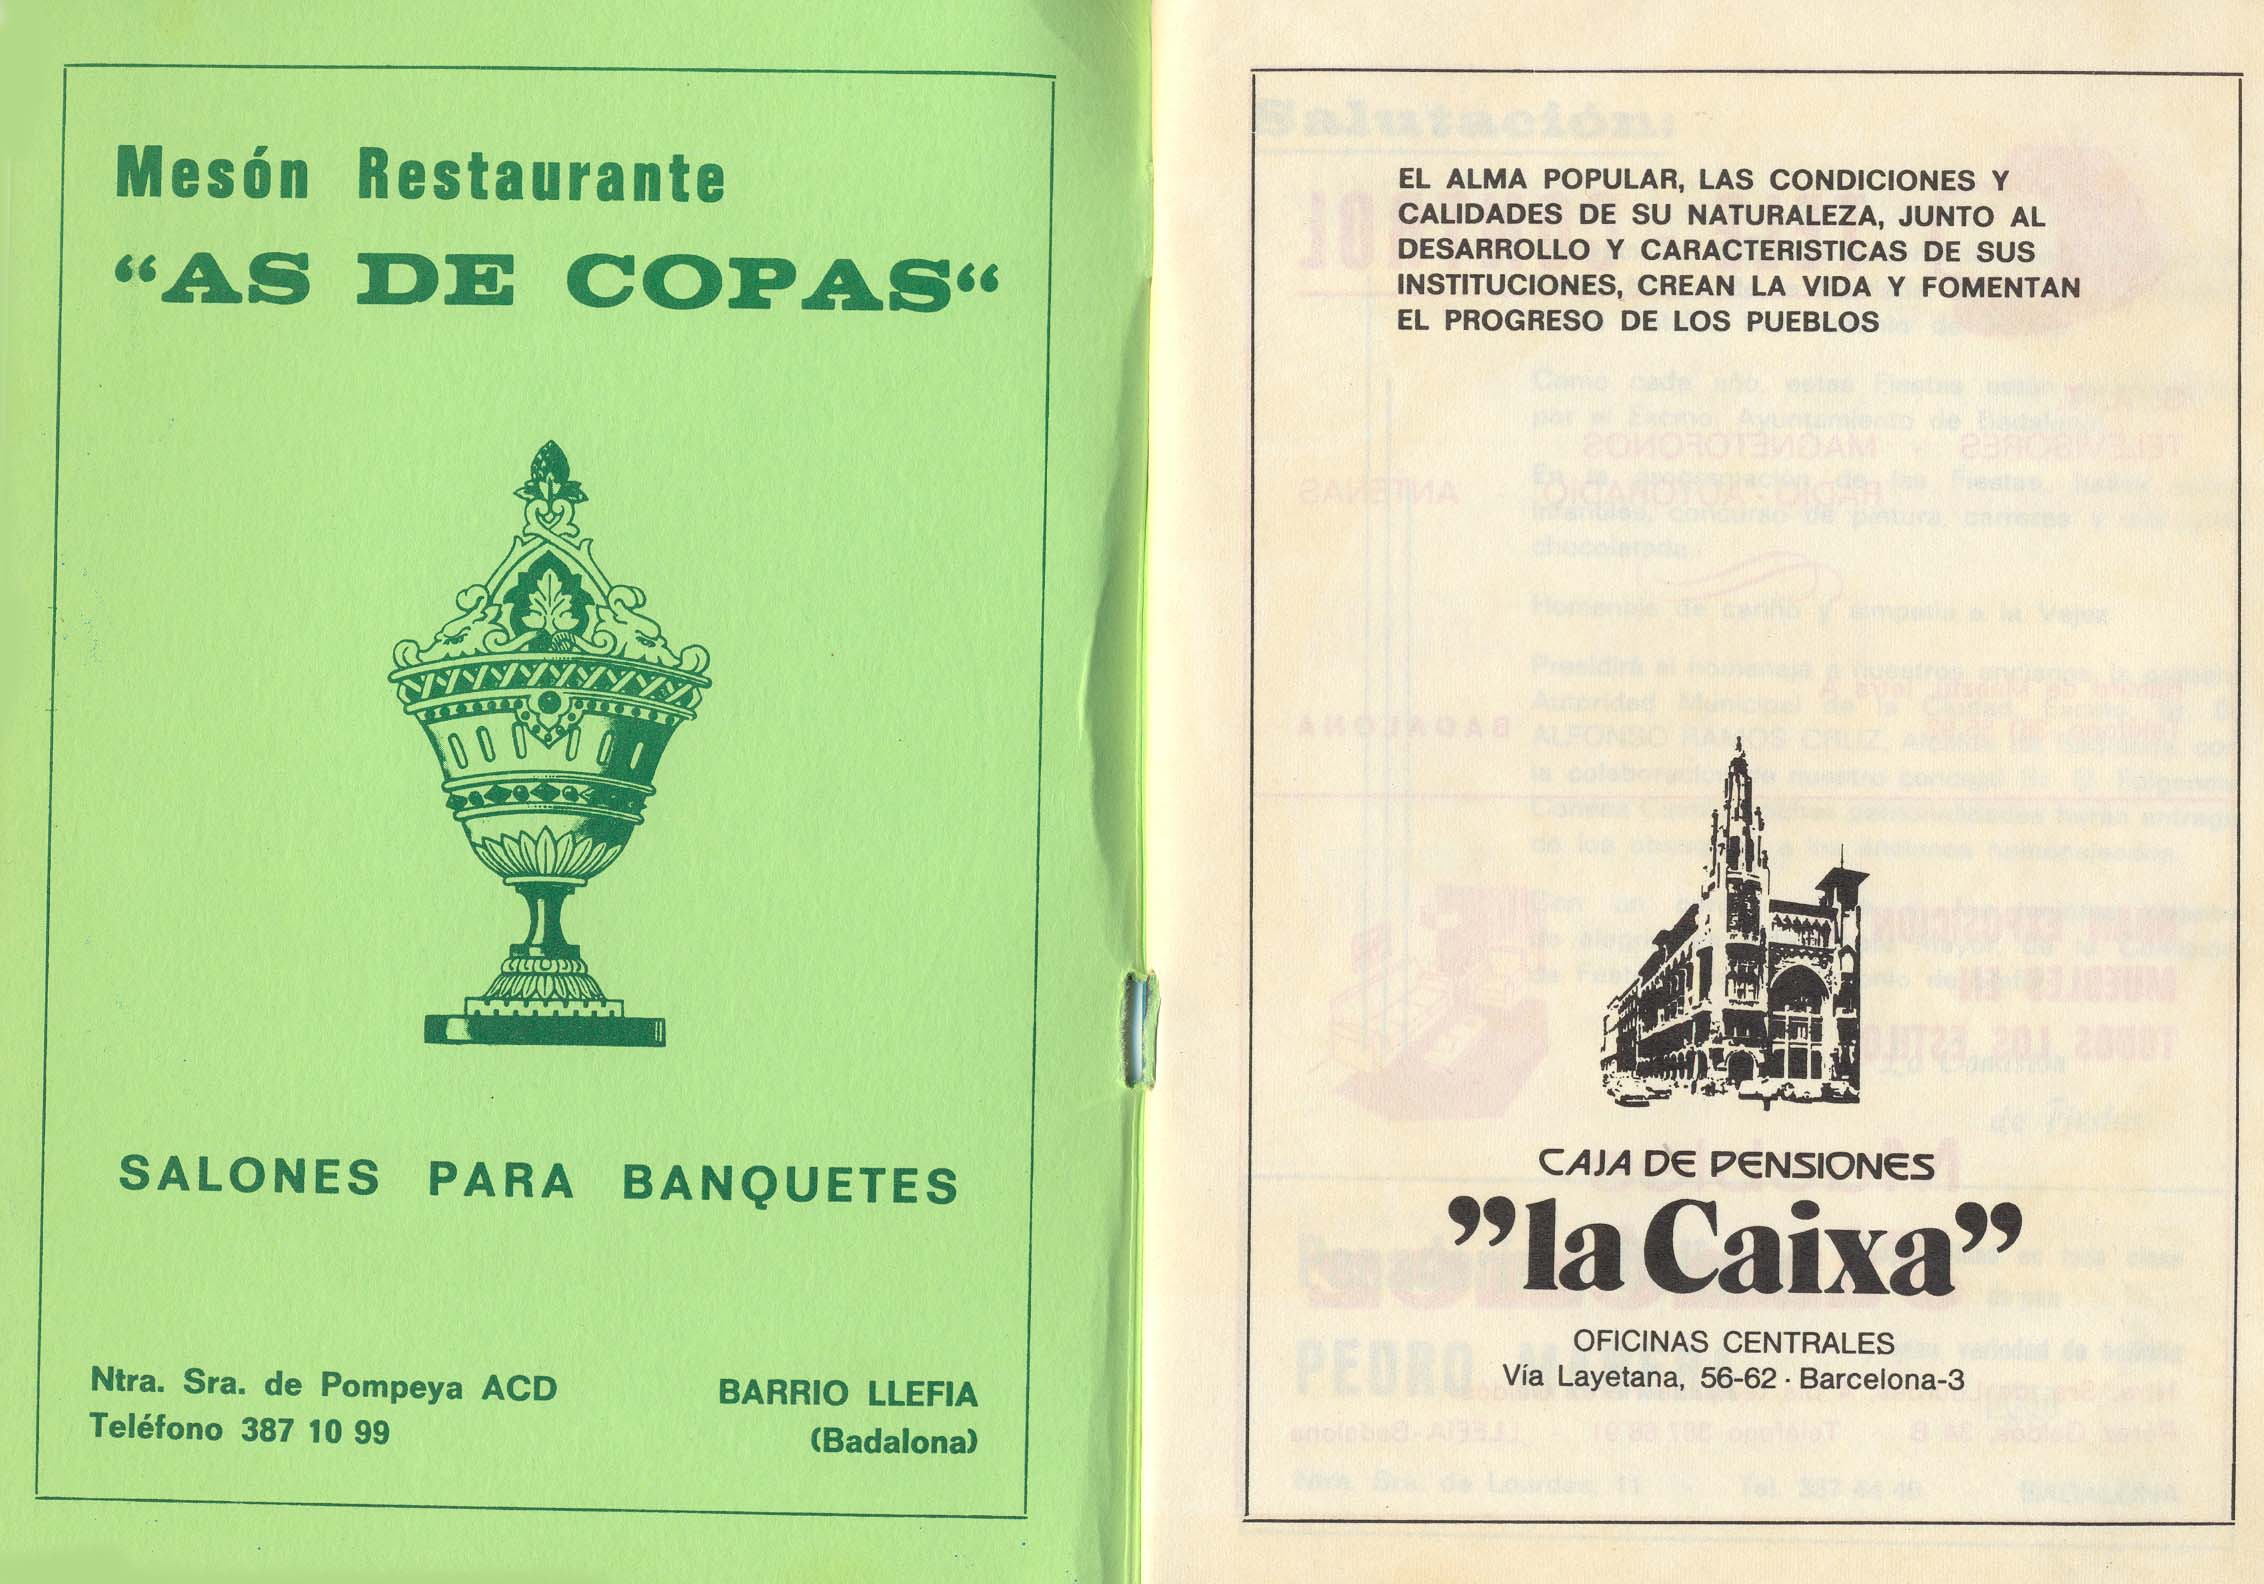 Mesón Restaurante
“AS DE COPAS“
SALONES PARA BANQUETES
Ntra. Sra. de Pompeya ACD
Teléfono 387 10 99
BARRIO LLEFIA
(Badalona)
EL ALMA POPULAR, LAS CONDICIONES Y
CALIDADES DE SU NATURALEZA, JUNTO AL
DESARROLLO Y CARACTERISTICAS DE SUS
INSTITUCIONES, CREAN LA VIDA Y FOMENTAN
EL PROGRESO DE LOS PUEBLOS
CAJA DE PENSIONES
”la Caixa”
OFICINAS CENTRALES
Vía Layetana, 56-62 · Barcelona-3